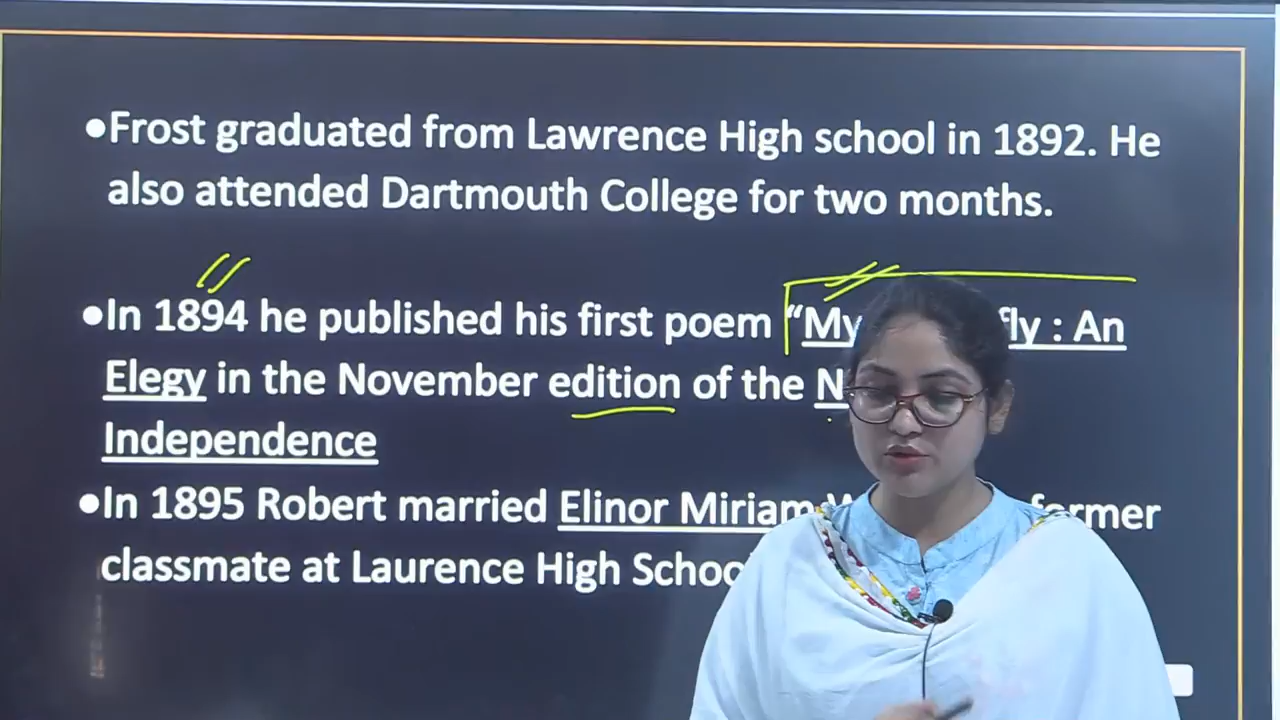 ●Frost graduated from Lawrence High school in 1892. He
also attended Dartmouth College for two months.
●In 1894 he published his first poem “My fly : An
Elegy in the November edition of the
Independence
●In 1895 Robert married Elinor Miriam former
classmate at Laurence High